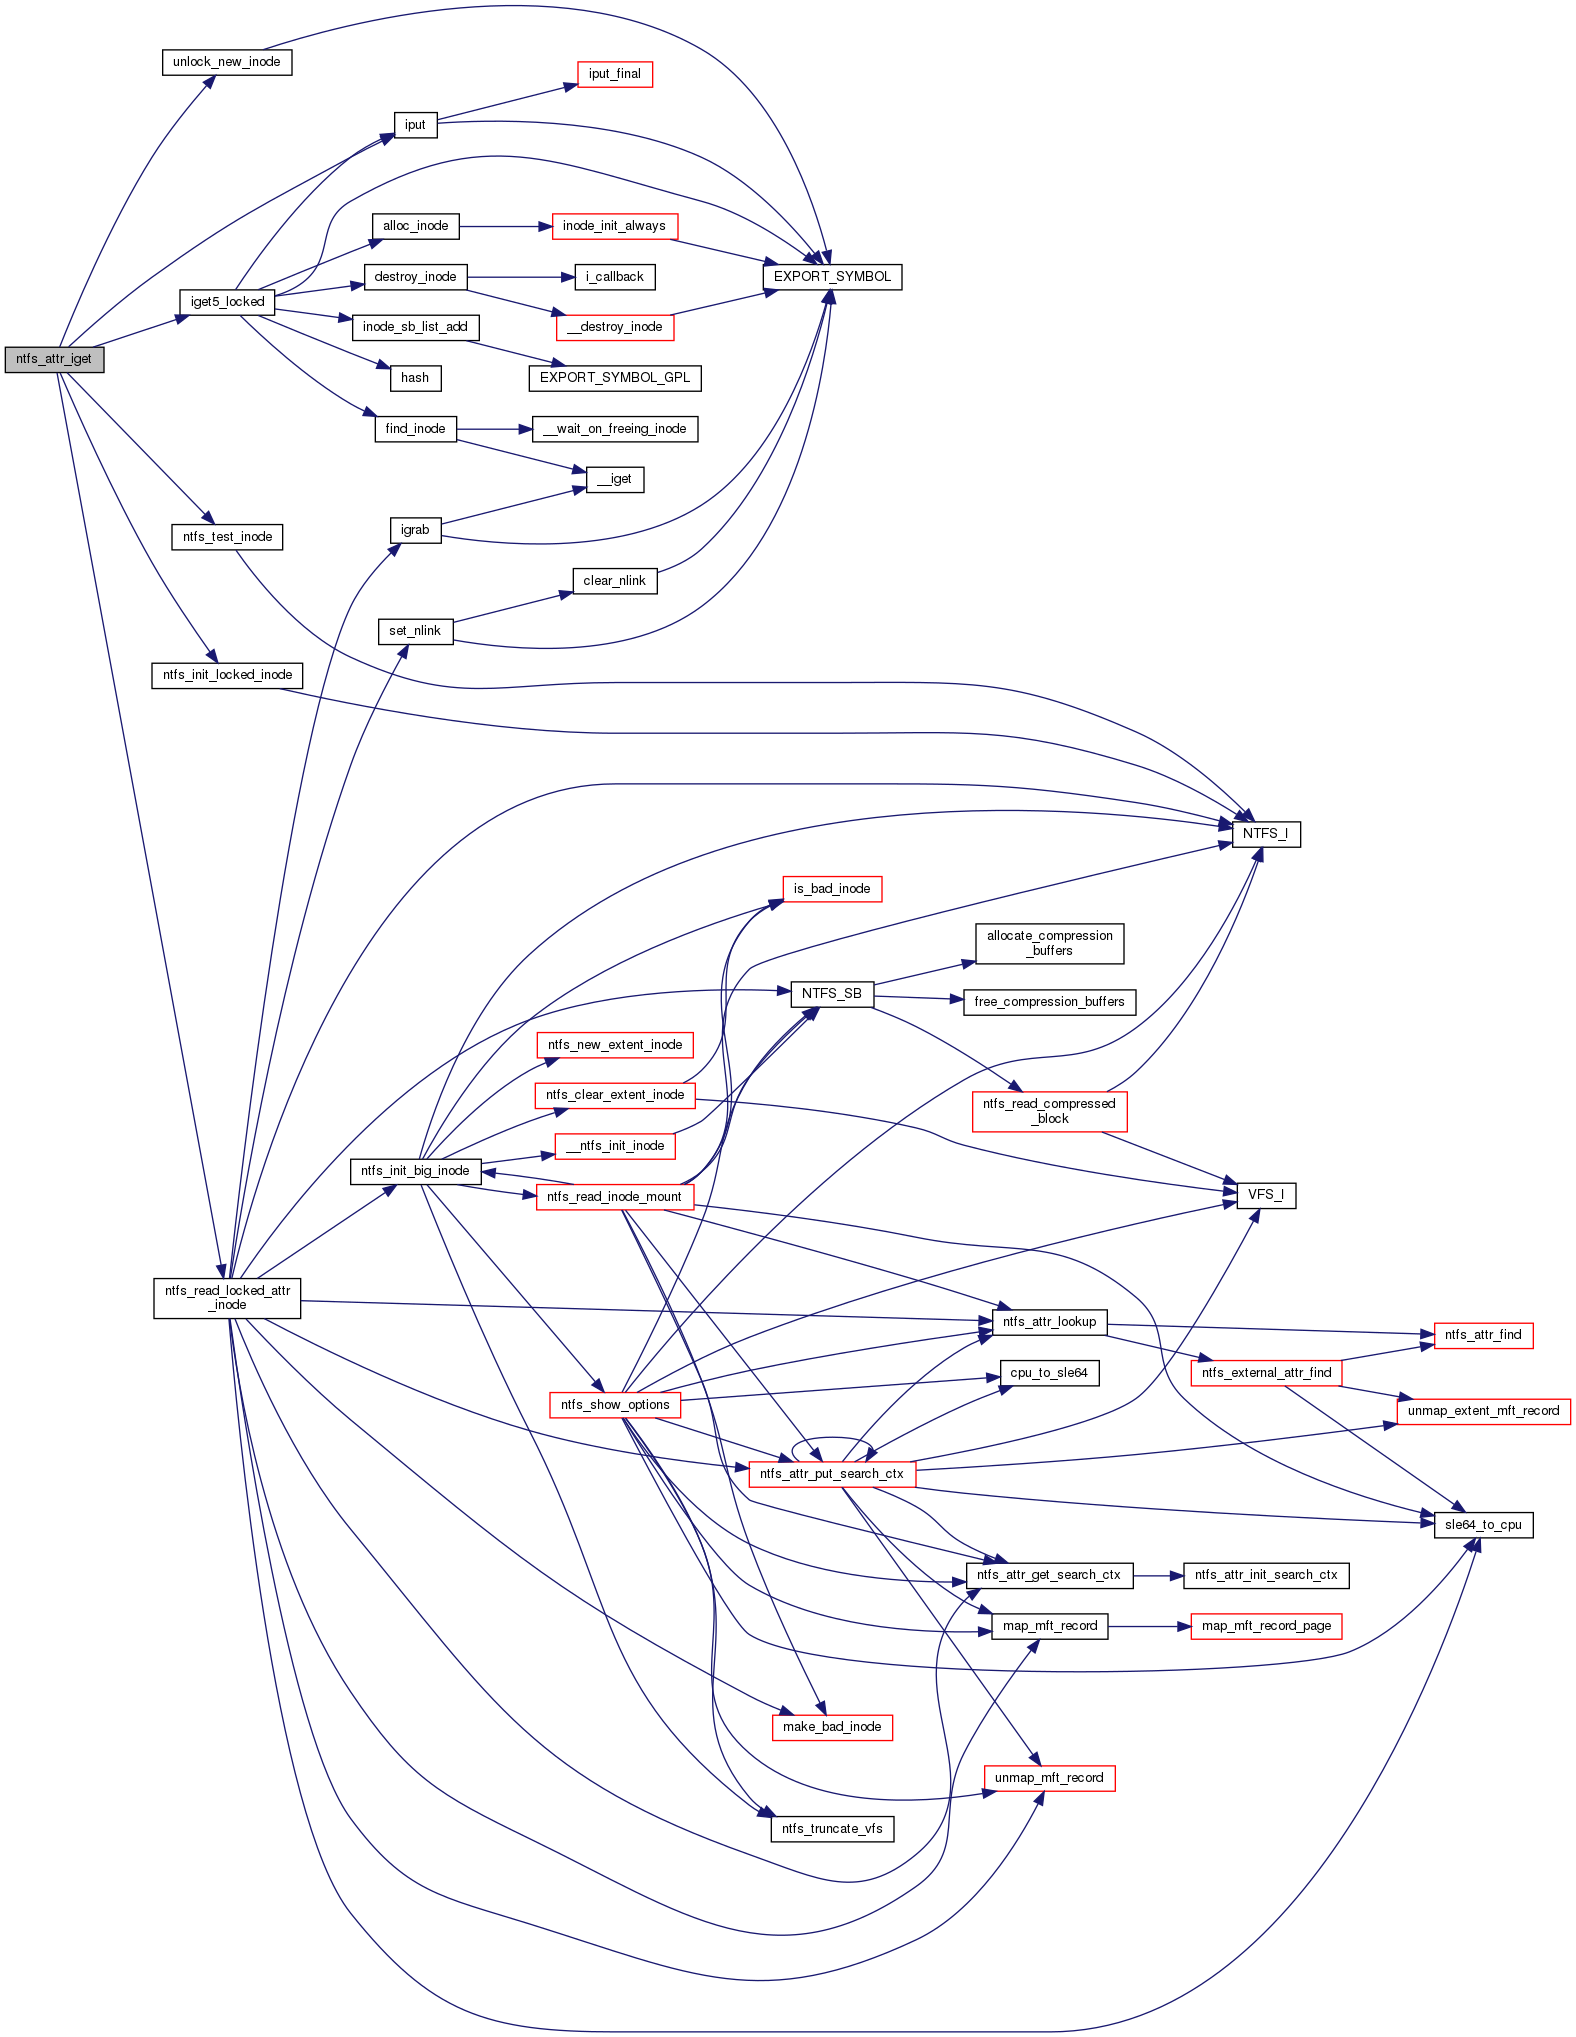 unlock_new_inode
iput_final
iput
alloc_inode
inode_init_always
destroy_inode
i_callback
EXPORT_SYMBOL
iget5_locked
inode_sb_list_add
__destroy_inode
ntfs_attr_iget
hash
EXPORT_SYMBOL_GPL
find_inode
__wait_on_freeing_inode
__iget
igrab
ntfs_test_inode
clear_nlink
set_nlink
ntfs_init_locked_inode
NTFS_I
is_bad_inode
allocate_compression
_buffers
NTFS_SB
free_compression_buffers
ntfs_new_extent_inode
ntfs_clear_extent_inode
ntfs_read_compressed
_block
__ntfs_init_inode
ntfs_init_big_inode
ntfs_read_inode_mount
VFS_I
ntfs_read_locked_attr
_inode
ntfs_attr_lookup
ntfs_attr_find
cpu_to_sle64
ntfs_external_attr_find
ntfs_show_options
unmap_extent_mft_record
ntfs_attr_put_search_ctx
sle64_to_cpu
ntfs_attr_get_search_ctx
ntfs_attr_init_search_ctx
map_mft_record
map_mft_record_page
make_bad_inode
unmap_mft_record
ntfs_truncate_vfs